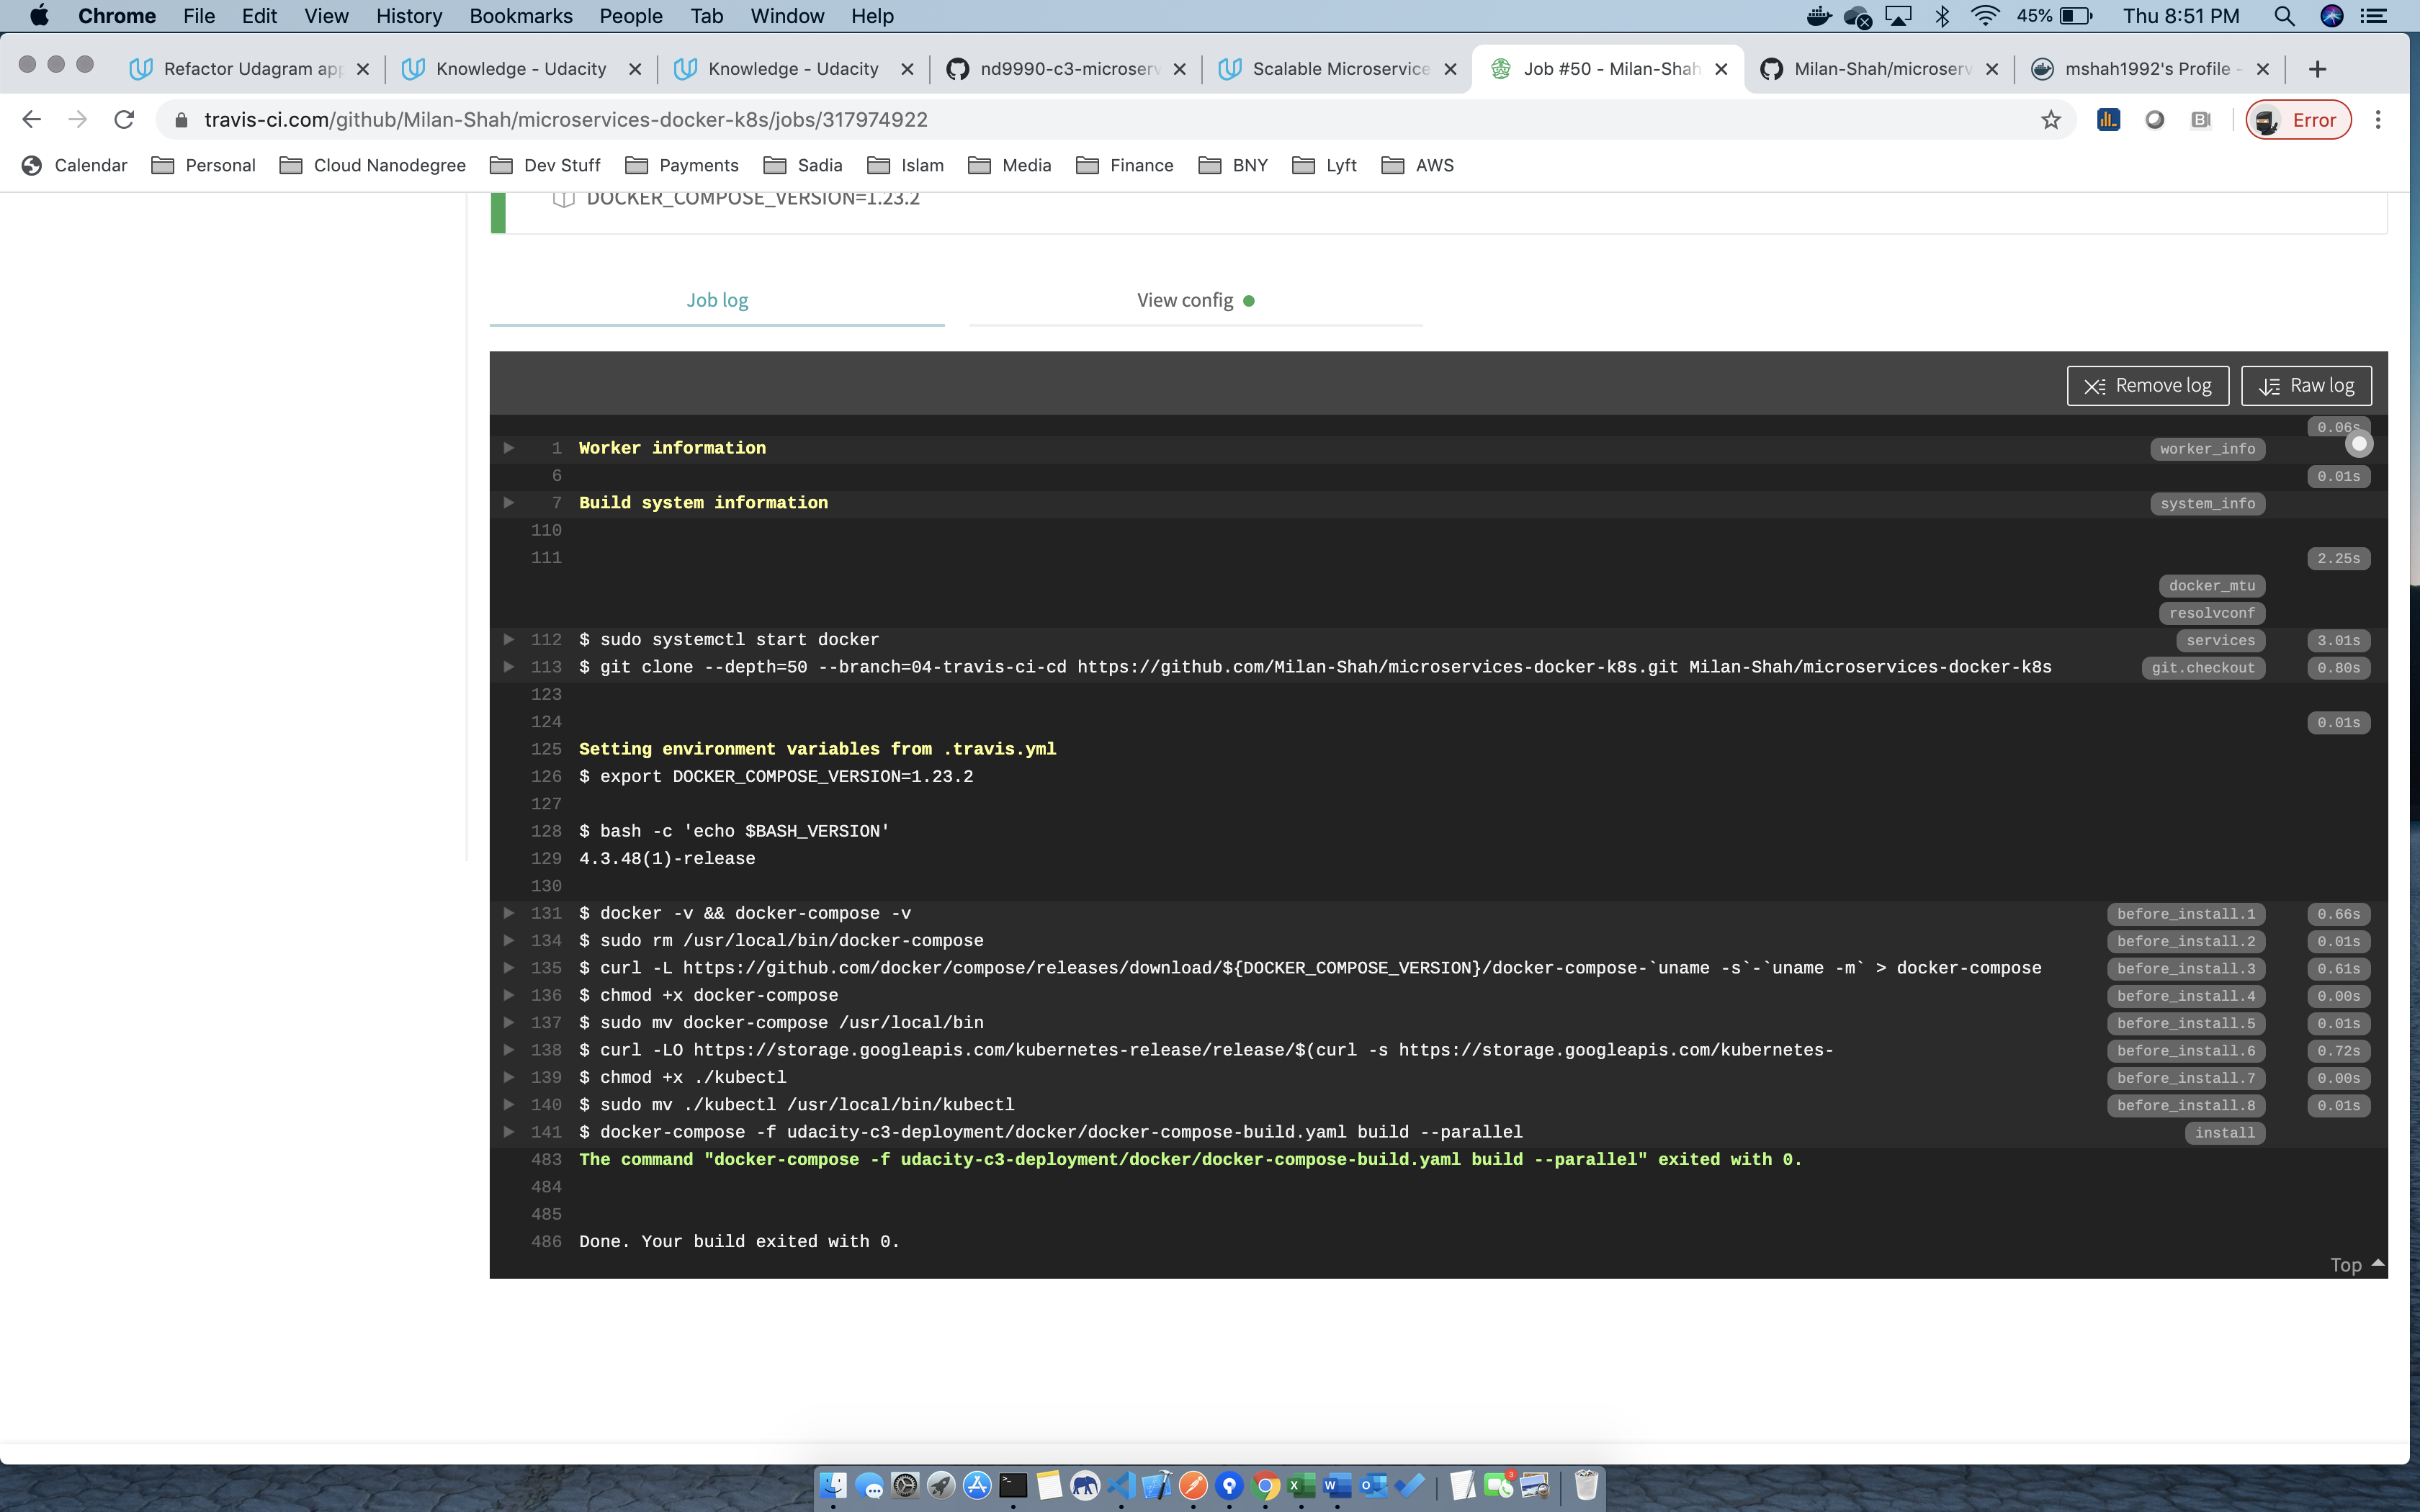 Chrome File Edit View History Bookmarks People Tab Window Help 45% Thu 8:51 PM
Refactor Udagram app Knowledge - Udacity Knowledge - Udacity nd9990-c3-microserv Scalable Microservice Job #50 - Milan-Shah Milan-Shah/microserv mshah1992's Profile -
travis-ci.com/github/Milan-Shah/microservices-docker-k8s/jobs/317974922 Error
Calendar Personal Cloud Nanodegree Dev Stuff Payments Sadia Islam Media Finance BNY Lyft AWS
DOCKER_COMPOSE_VERSION=1.23.2
Job log View config
Remove log Raw log
0.06s
1 Worker information worker_info
6 0.01s
7 Build system information system_info
110
111 2.25s
docker_mtu
resolvconf
112 $ sudo systemctl start docker services 3.01s
113 $ git clone --depth=50 --branch=04-travis-ci-cd https://github.com/Milan-Shah/microservices-docker-k8s.git Milan-Shah/microservices-docker-k8s git.checkout 0.80s
123
124 0.01s
125 Setting environment variables from .travis.yml
126 $ export DOCKER_COMPOSE_VERSION=1.23.2
127
128 $ bash -c 'echo $BASH_VERSION'
129 4.3.48(1)-release
130
131 $ docker -v && docker-compose -v before_install.1 0.66s
134 $ sudo rm /usr/local/bin/docker-compose before_install.2 0.01s
135 $ curl -L https://github.com/docker/compose/releases/download/${DOCKER_COMPOSE_VERSION}/docker-compose-`uname -s`-`uname -m` > docker-compose before_install.3 0.61s
136 $ chmod +x docker-compose before_install.4 0.00s
137 $ sudo mv docker-compose /usr/local/bin before_install.5 0.01s
138 $ curl -LO https://storage.googleapis.com/kubernetes-release/release/$(curl -s https://storage.googleapis.com/kubernetes- before_install.6 0.72s
139 $ chmod +x ./kubectl before_install.7 0.00s
140 $ sudo mv ./kubectl /usr/local/bin/kubectl before_install.8 0.01s
141 $ docker-compose -f udacity-c3-deployment/docker/docker-compose-build.yaml build --parallel install
483 The command "docker-compose -f udacity-c3-deployment/docker/docker-compose-build.yaml build --parallel" exited with 0.
484
485
486 Done. Your build exited with 0.
Top
3